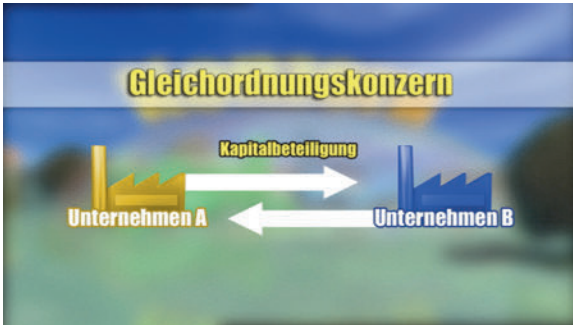 Gleichordnungskonzern
Kapitalbeteiligung
Unternehmen A
Unternehmen B